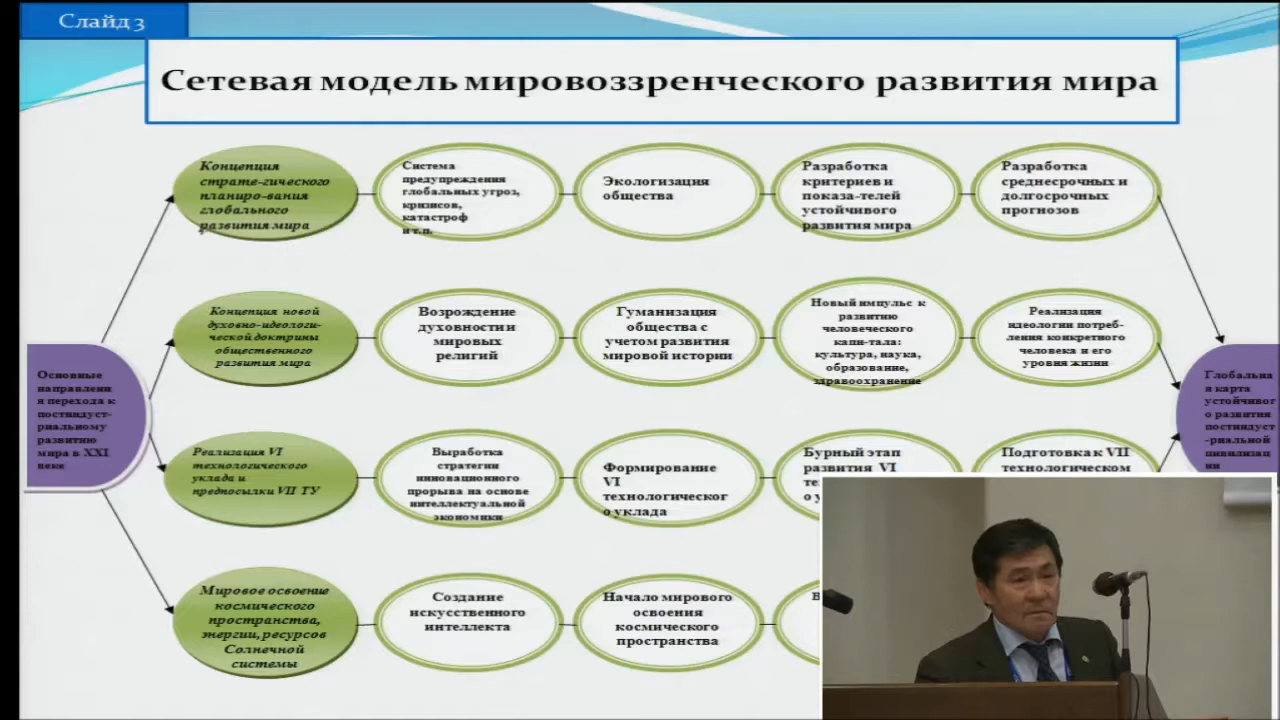 Слайд 3
Сетевая модель мировоззренческого развития мира
Концепция
страте-гического
планиро-вания
глобального
развития мира
Система
предупреждения
глобальных угроз,
кризисов,
катастроф
и т.п.
Экологизация
общества
Разработка
критериев и
показа-телей
устойчивого
развития мира
Разработка
среднесрочных и
долгосрочных
прогнозов
Концепция новой
духовно-идеологи-
ческой доктрины
общественного
развития мира
Возрождение
духовности и
мировых
религий
Гуманизация
общества с
учетом развития
мировой истории
Новый импульс к
развитию
человеческого
капи-тала:
культура, наука,
образование,
здравоохранение
Реализация
идеологии потреб-
ления конкретного
человека и его
уровня жизни
Основные
направлени
я перехода к
постиндуст-
риальному
развитию
мира в XXI
веке
Глобальна
я карта
устойчивог
о развития
постиндуст
-риальной
цивилизац
ии
Реализация VI
технологического
уклада и
предпосылки VII ТУ
Выработка
стратегии
инновационного
прорыва на основе
интеллектуальной
экономики
Формирование
VI
технологическог
о уклада
Бурный этап
развития VI
те
о у
Подготовка к VII
технологическом
Мировое освоение
космического
пространства,
энергии, ресурсов
Солнечной
системы
Создание
искусственного
интеллекта
Начало мирового
освоения
космического
пространства
В